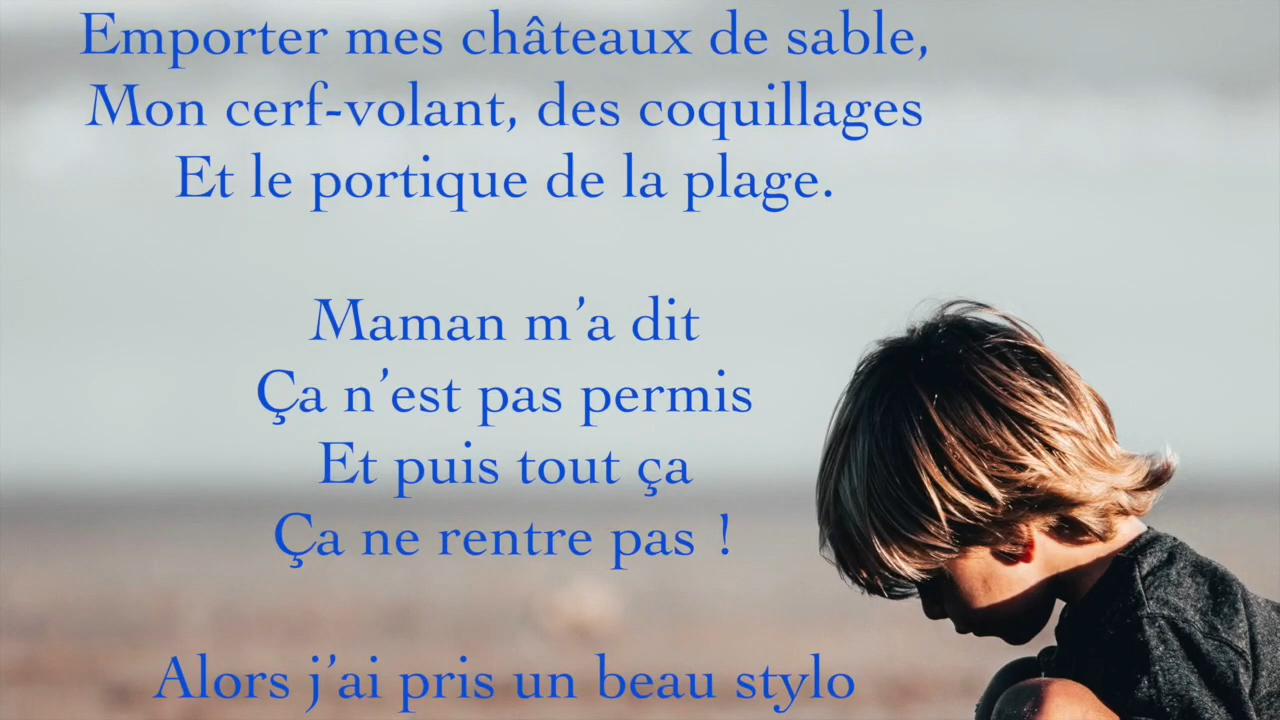 Emporter mes châteaux de sable,
Mon cerf-volant, des coquillages
Et le portique de la plage.
Maman m’a dit
Ça n’est pas permis
Et puis tout ça
Ça ne rentre pas !
Alors j’ai pris un beau stylo